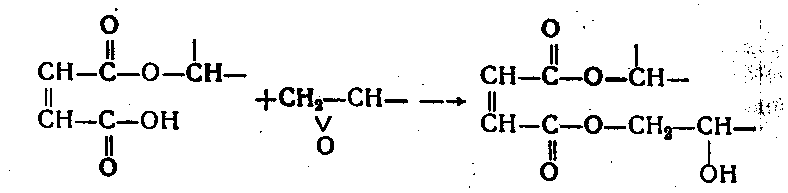 O O
CH—C—O—CH— CH—C—O—CH—
+CH₂—CH— →
CH—C—OH CH—C—O—CH₂—CH—
O O O OH